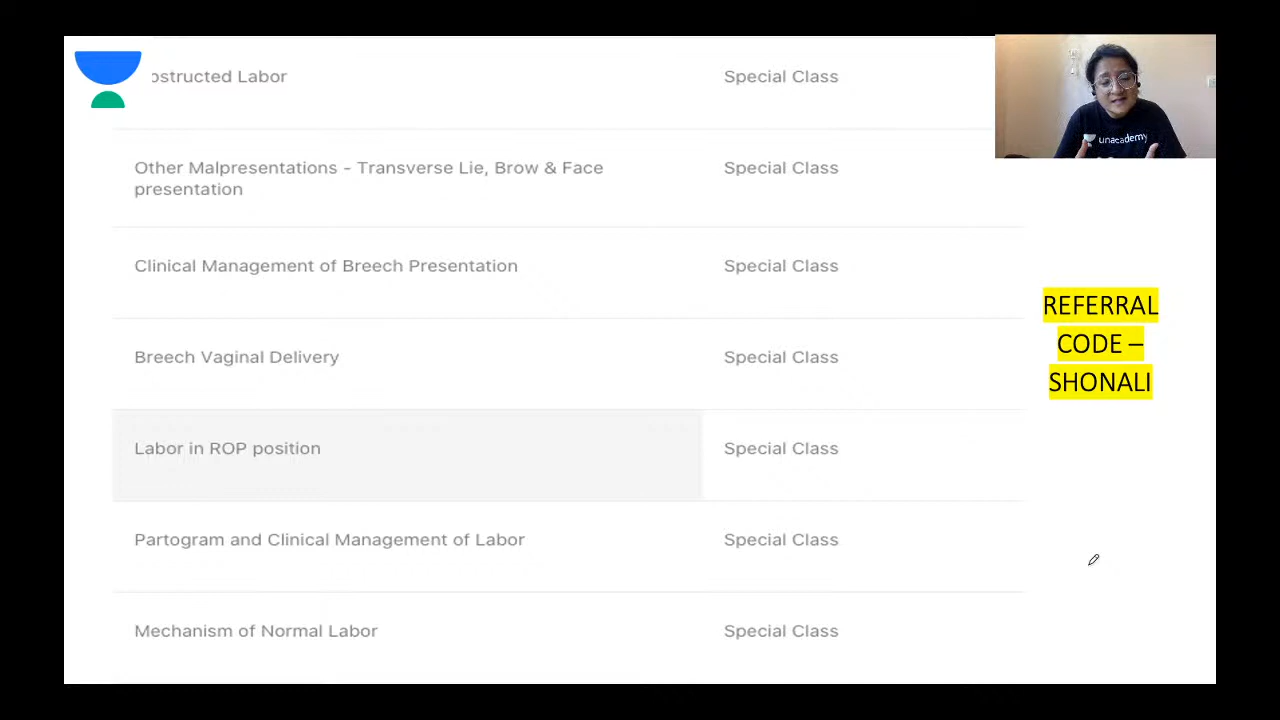 ostructed Labor
Special Class
unacademy
Other Malpresentations - Transverse Lie, Brow & Face
presentation
Special Class
Clinical Management of Breech Presentation
Special Class
Breech Vaginal Delivery
Special Class
Labor in ROP position
Special Class
Partogram and Clinical Management of Labor
Special Class
Mechanism of Normal Labor
Special Class
REFERRAL
CODE –
SHONALI